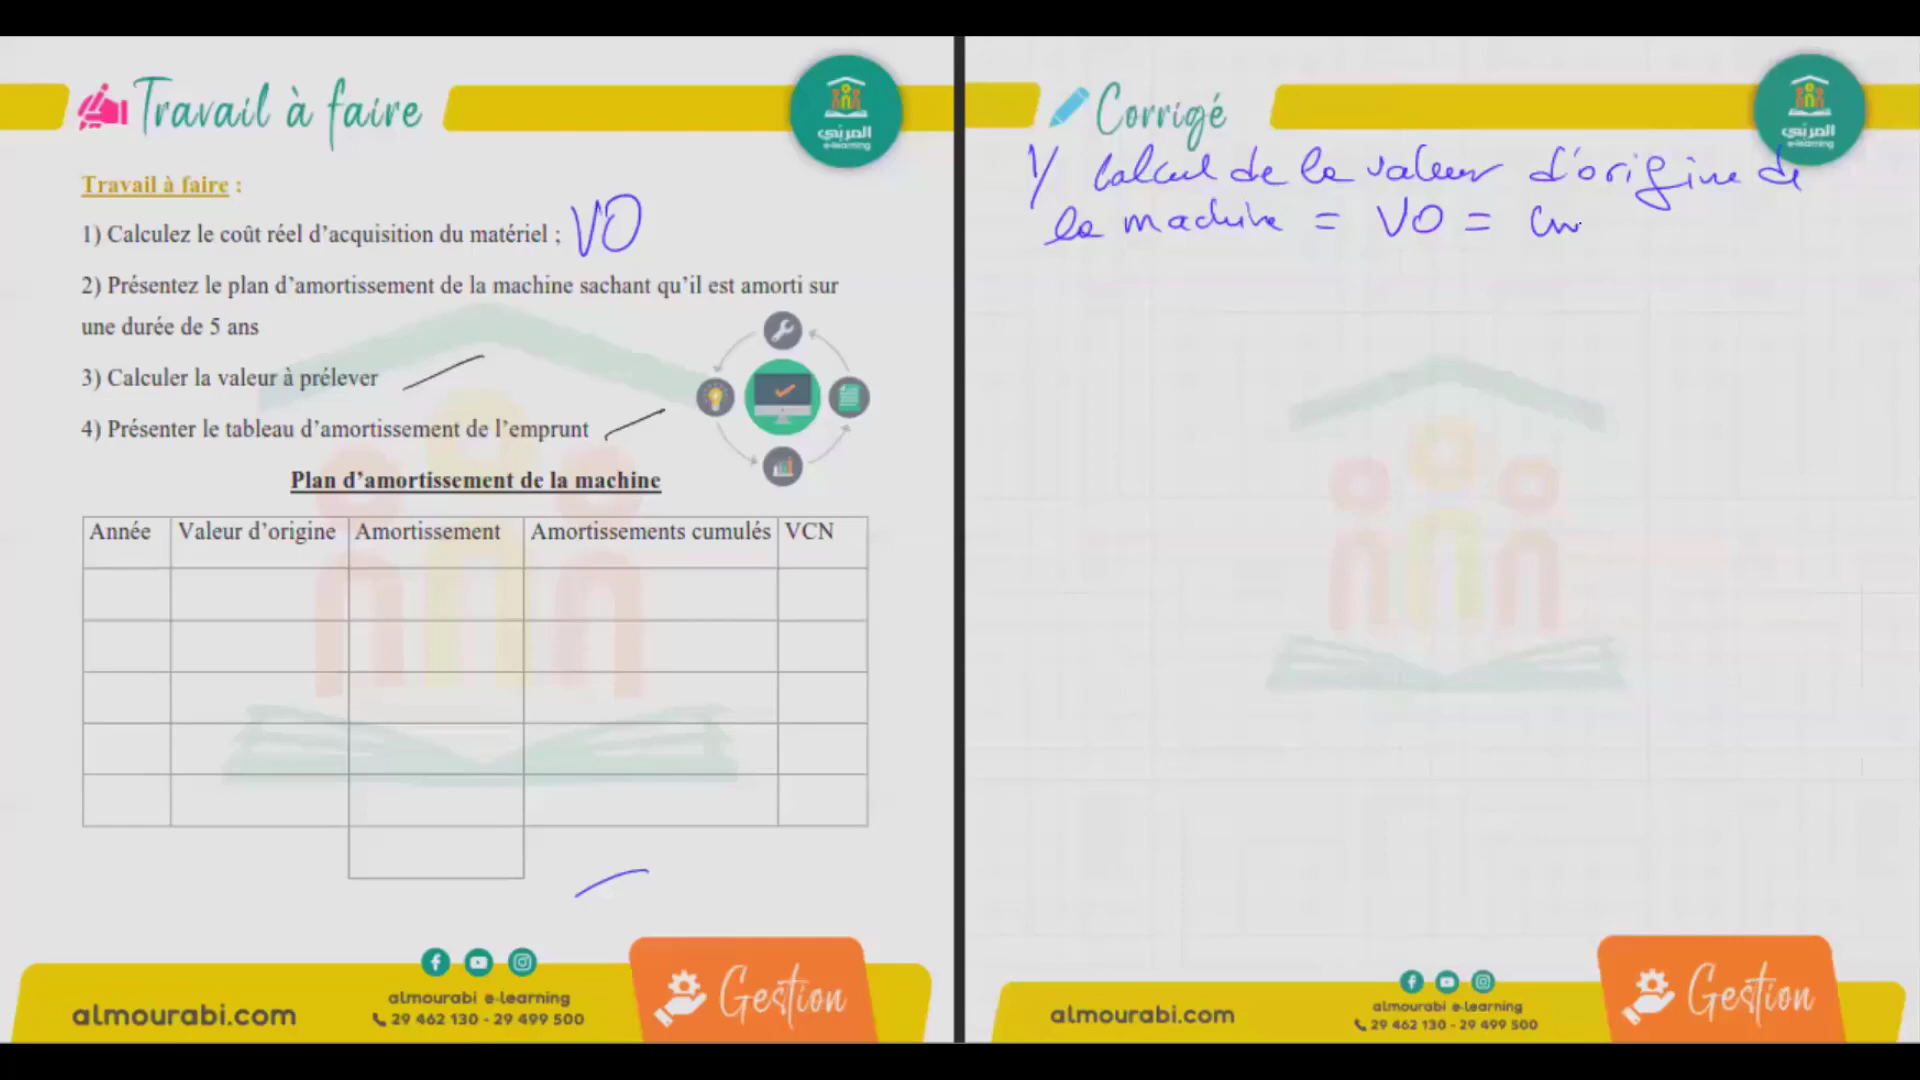 Travail à faire
المربي
e-learning
Travail à faire :
1) Calculez le coût réel d’acquisition du matériel ; VO
2) Présentez le plan d’amortissement de la machine sachant qu’il est amorti sur
une durée de 5 ans
3) Calculer la valeur à prélever
4) Présenter le tableau d’amortissement de l’emprunt
Plan d’amortissement de la machine
Année Valeur d’origine Amortissement Amortissements cumulés VCN
almourabi.com
almourabi e-learning
29 462 130 - 29 499 500
Gestion
Corrigé
المربي
e-learning
1/ Calcul de la valeur d'origine de
la machine = VO =
almourabi.com
almourabi e-learning
29 462 130 - 29 499 500
Gestion